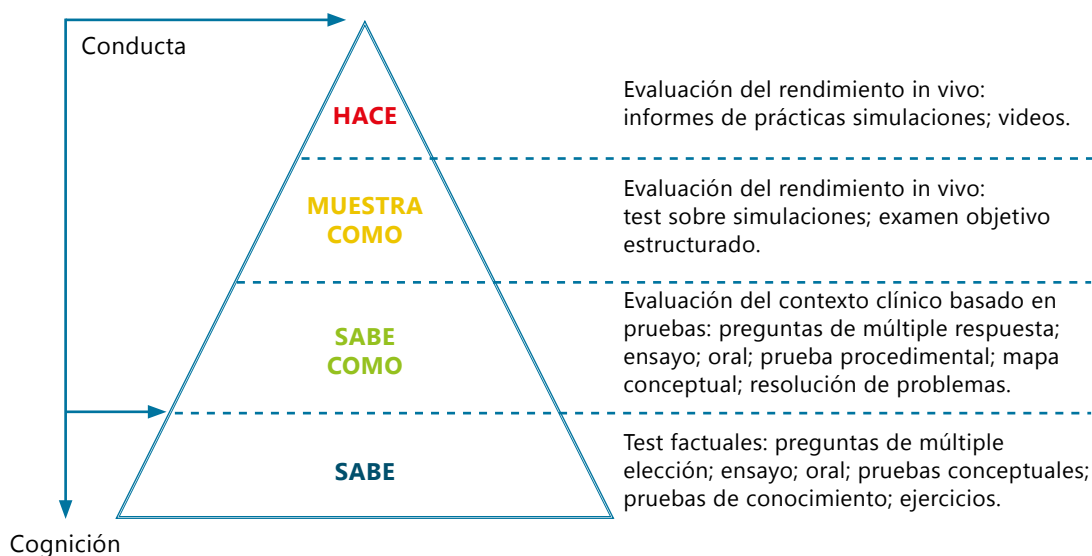 Conducta
HACE
Evaluación del rendimiento in vivo:
informes de prácticas simulaciones; videos.
MUESTRA
COMO
Evaluación del rendimiento in vivo:
test sobre simulaciones; examen objetivo
estructurado.
SABE
COMO
Evaluación del contexto clínico basado en
pruebas: preguntas de múltiple respuesta;
ensayo; oral; prueba procedimental; mapa
conceptual; resolución de problemas.
SABE
Test factuales: preguntas de múltiple
elección; ensayo; oral; pruebas conceptuales;
pruebas de conocimiento; ejercicios.
Cognición